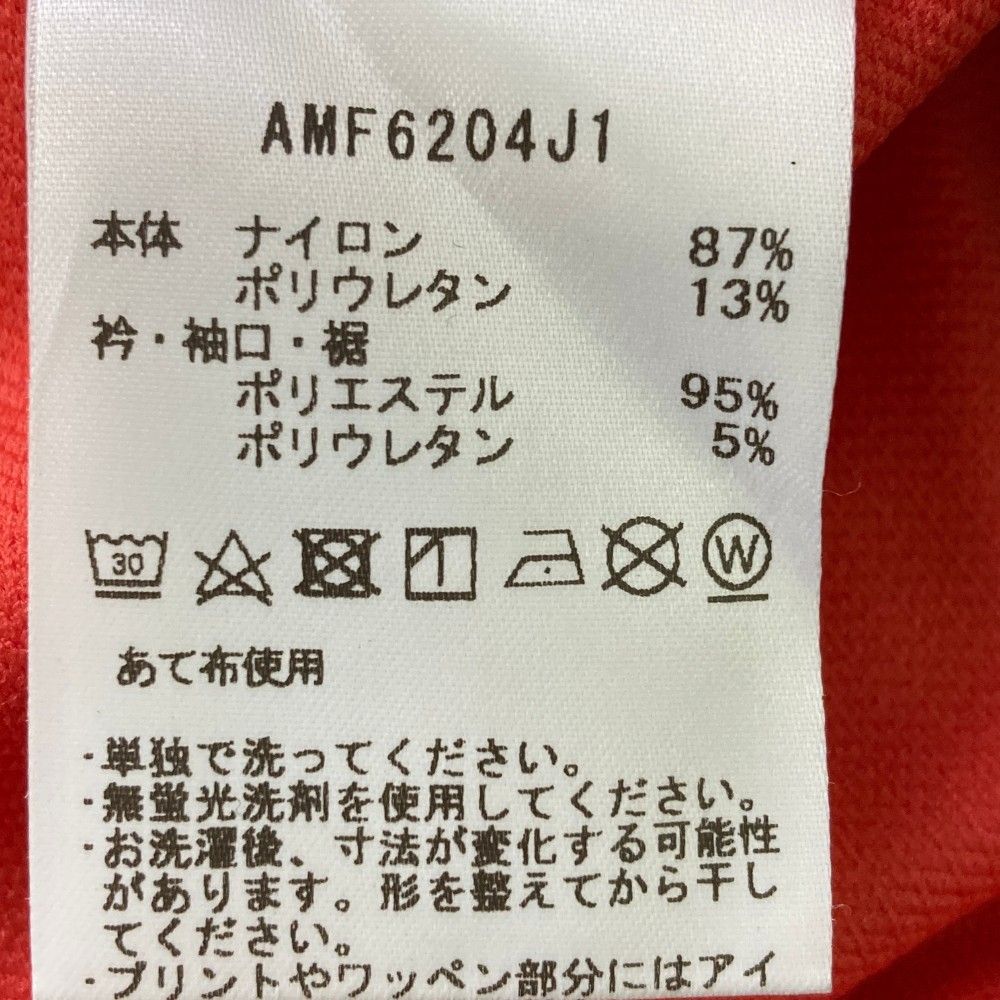 AMF6204J1
本体 ナイロン 87%
ポリウレタン 13%
衿・袖口・裾
ポリエステル 95%
ポリウレタン 5%
30 W
あて布使用
・単独で洗ってください。
・無蛍光洗剤を使用してください。
・お洗濯後、寸法が変化する可能性
があります。形を整えてから干し
てください。
・プリントやワッペン部分にはアイ